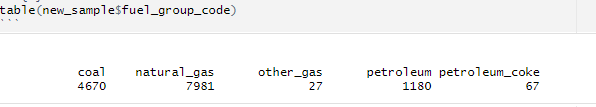 table(new_sample$fuel_group_code)
```
coal natural_gas other_gas petroleum petroleum_coke
4670 7981 27 1180 67